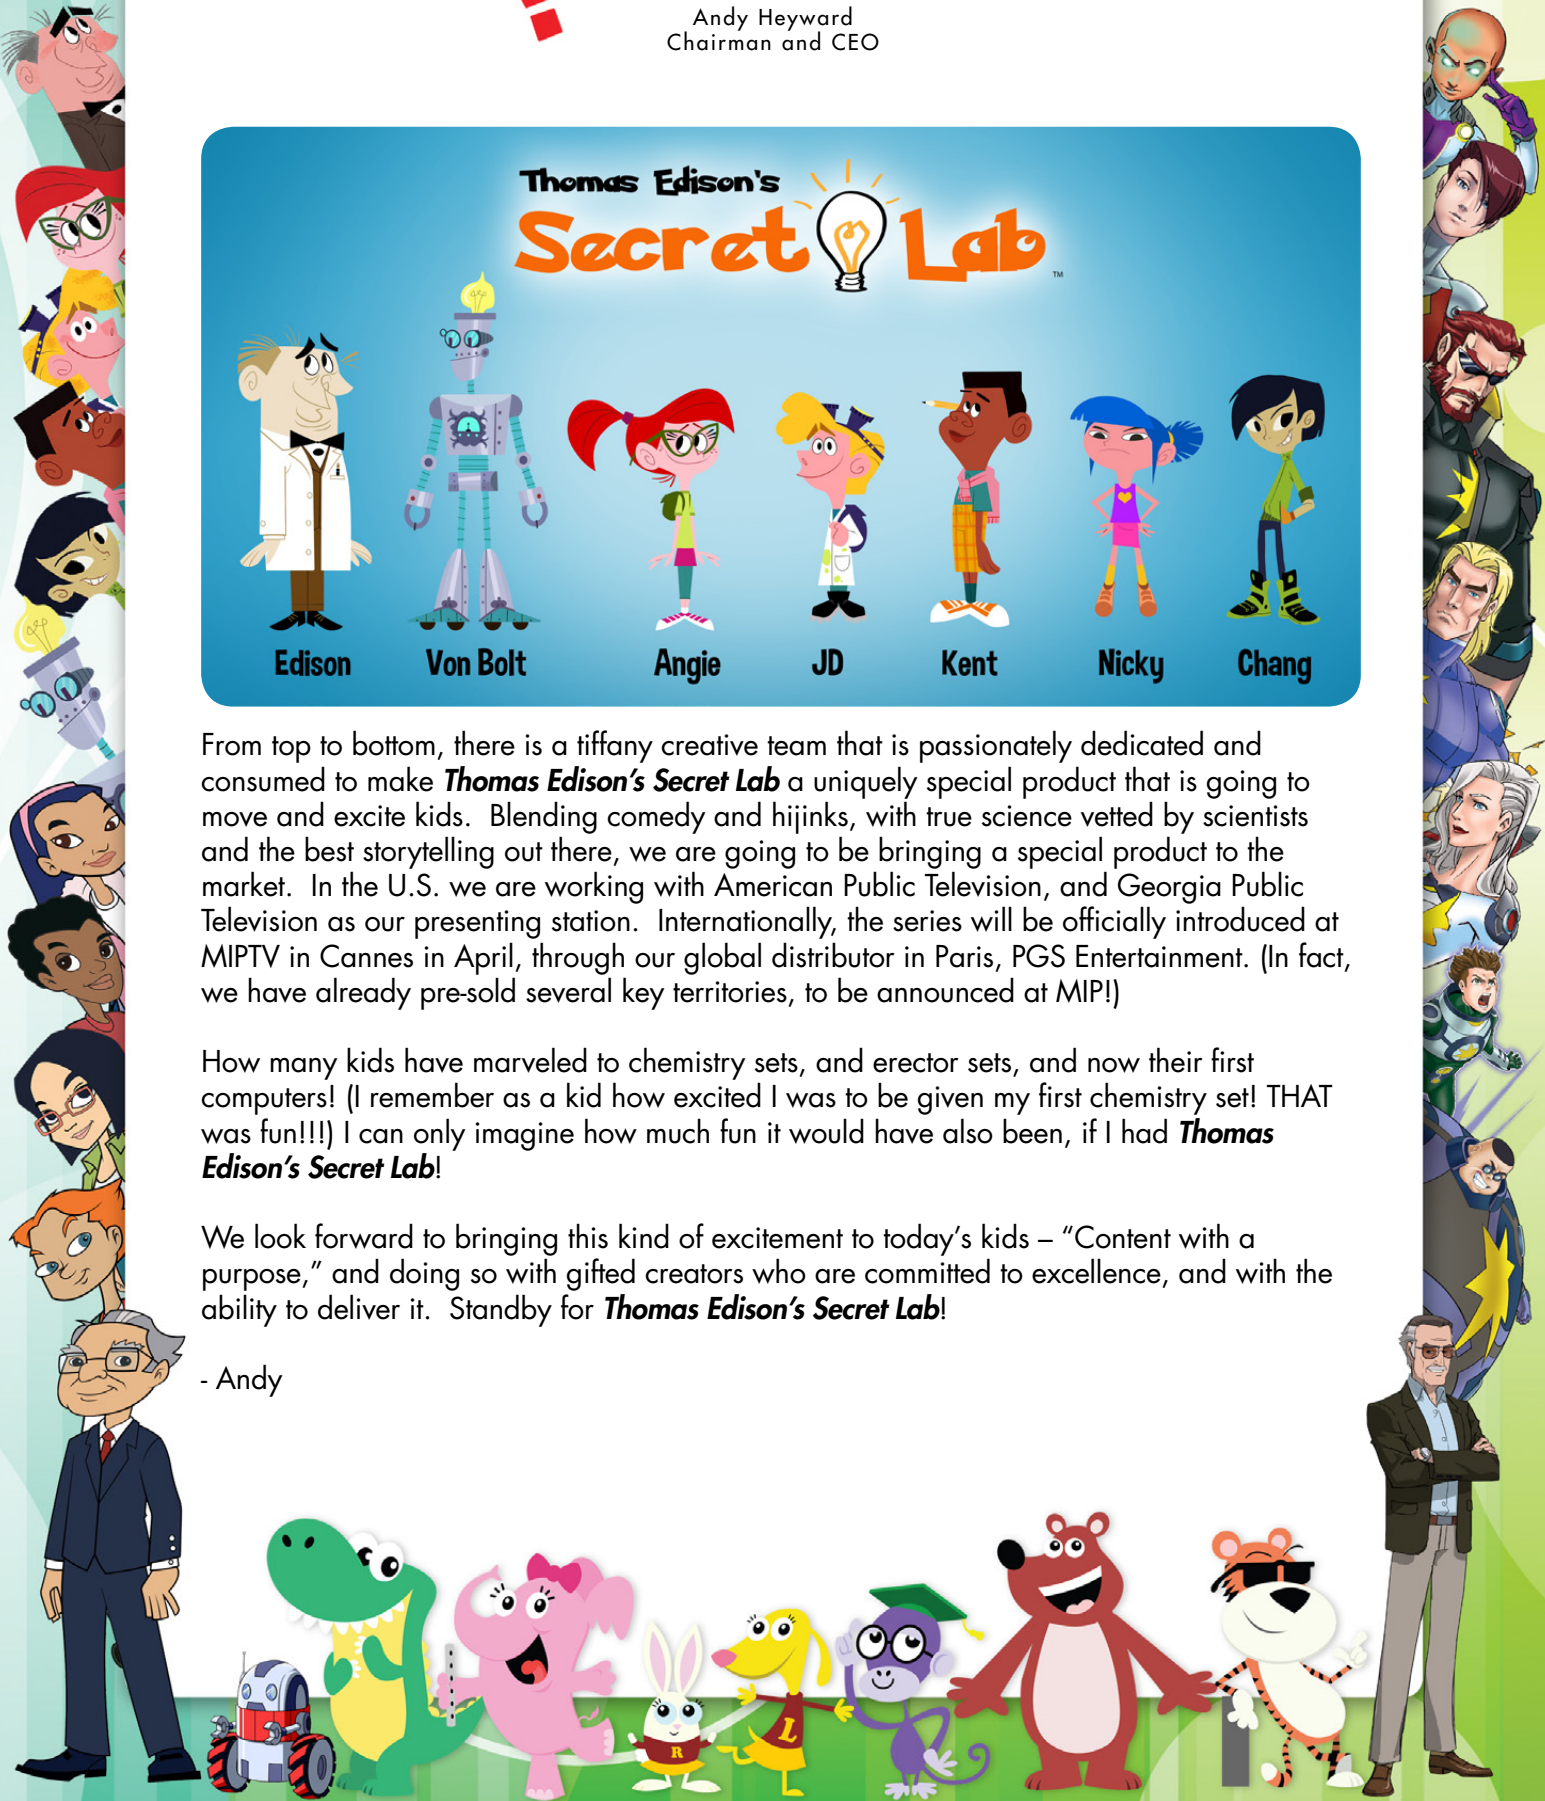 Andy Heyward
Chairman and CEO
Thomas Edison's
Secret Lab
TM
Edison Von Bolt Angie JD Kent Nicky Chang
From top to bottom, there is a tiffany creative team that is passionately dedicated and
consumed to make Thomas Edison’s Secret Lab a uniquely special product that is going to
move and excite kids.  Blending comedy and hijinks, with true science vetted by scientists
and the best storytelling out there, we are going to be bringing a special product to the
market.  In the U.S. we are working with American Public Television, and Georgia Public
Television as our presenting station.  Internationally, the series will be officially introduced at
MIPTV in Cannes in April, through our global distributor in Paris, PGS Entertainment. (In fact,
we have already pre-sold several key territories, to be announced at MIP!)
How many kids have marveled to chemistry sets, and erector sets, and now their first
computers! (I remember as a kid how excited I was to be given my first chemistry set! THAT
was fun!!!) I can only imagine how much fun it would have also been, if I had Thomas
Edison’s Secret Lab!
We look forward to bringing this kind of excitement to today’s kids – “Content with a
purpose,” and doing so with gifted creators who are committed to excellence, and with the
ability to deliver it.  Standby for Thomas Edison’s Secret Lab!
- Andy
R
L